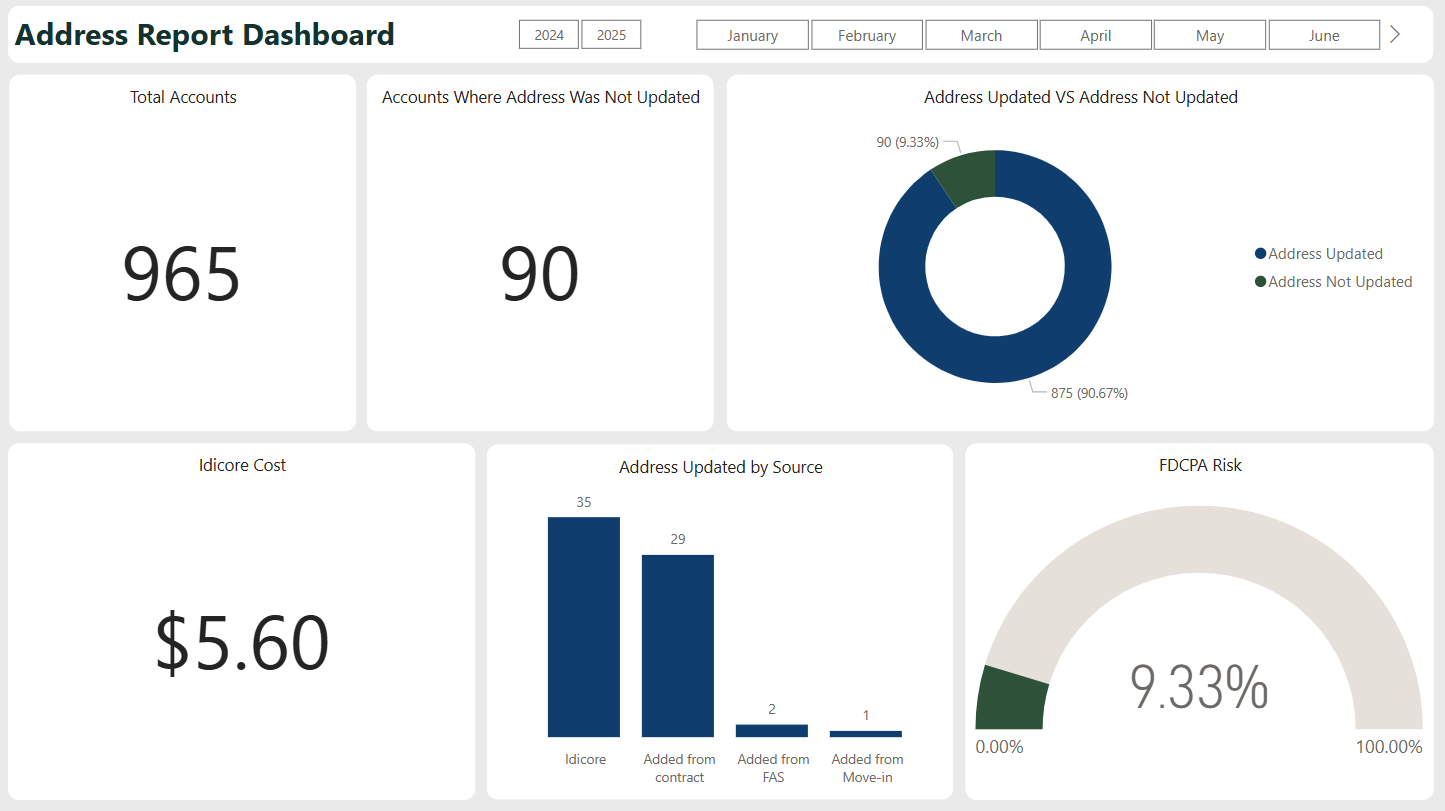 Address Report Dashboard
2024
2025
January
February
March
April
May
June
Total Accounts
965
Accounts Where Address Was Not Updated
90
Address Updated VS Address Not Updated
90 (9.33%)
875 (90.67%)
Address Updated
Address Not Updated
Idicore Cost
$5.60
Address Updated by Source
35
29
2
1
Idicore
Added from
contract
Added from
FAS
Added from
Move-in
FDCPA Risk
9.33%
0.00%
100.00%